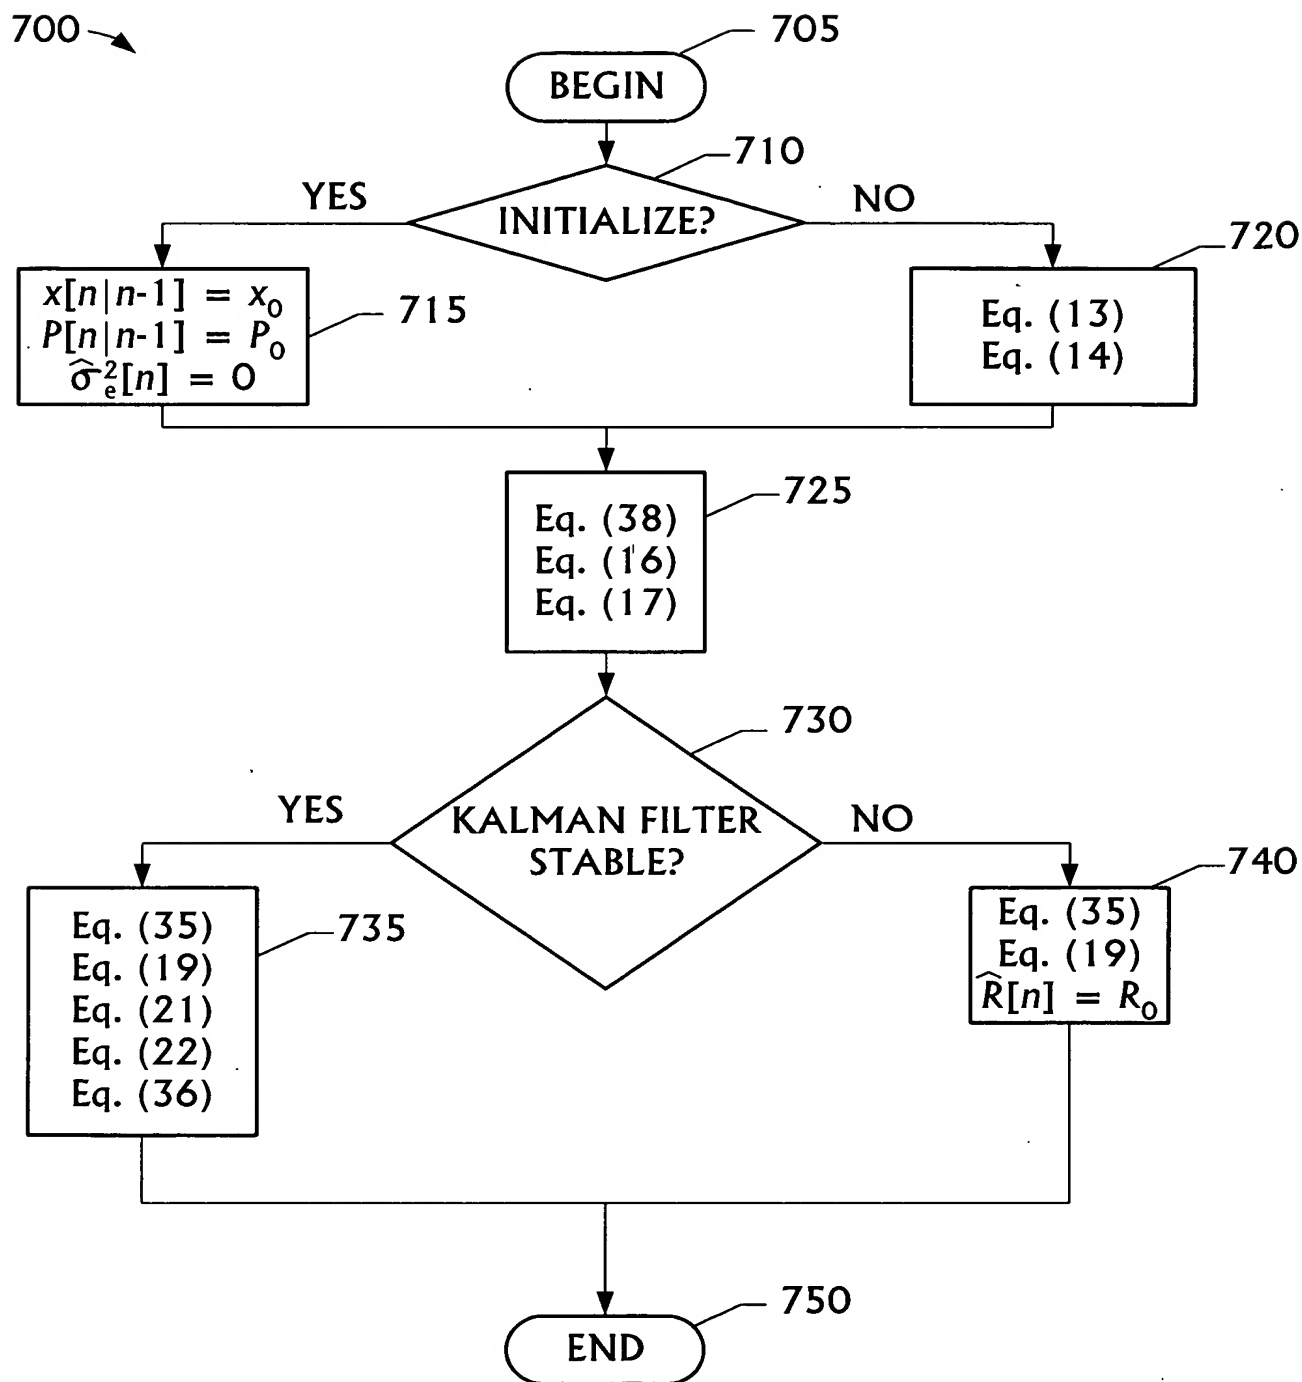 700
705
BEGIN
710
YES
INITIALIZE?
NO
720
x[n|n-1] = x₀
P[n|n-1] = P₀
σ̂ₑ²[n] = 0
715
Eq. (13)
Eq. (14)
725
Eq. (38)
Eq. (16)
Eq. (17)
730
YES
KALMAN FILTER
STABLE?
NO
740
Eq. (35)
Eq. (19)
Eq. (21)
Eq. (22)
Eq. (36)
735
Eq. (35)
Eq. (19)
R̂[n] = R₀
750
END